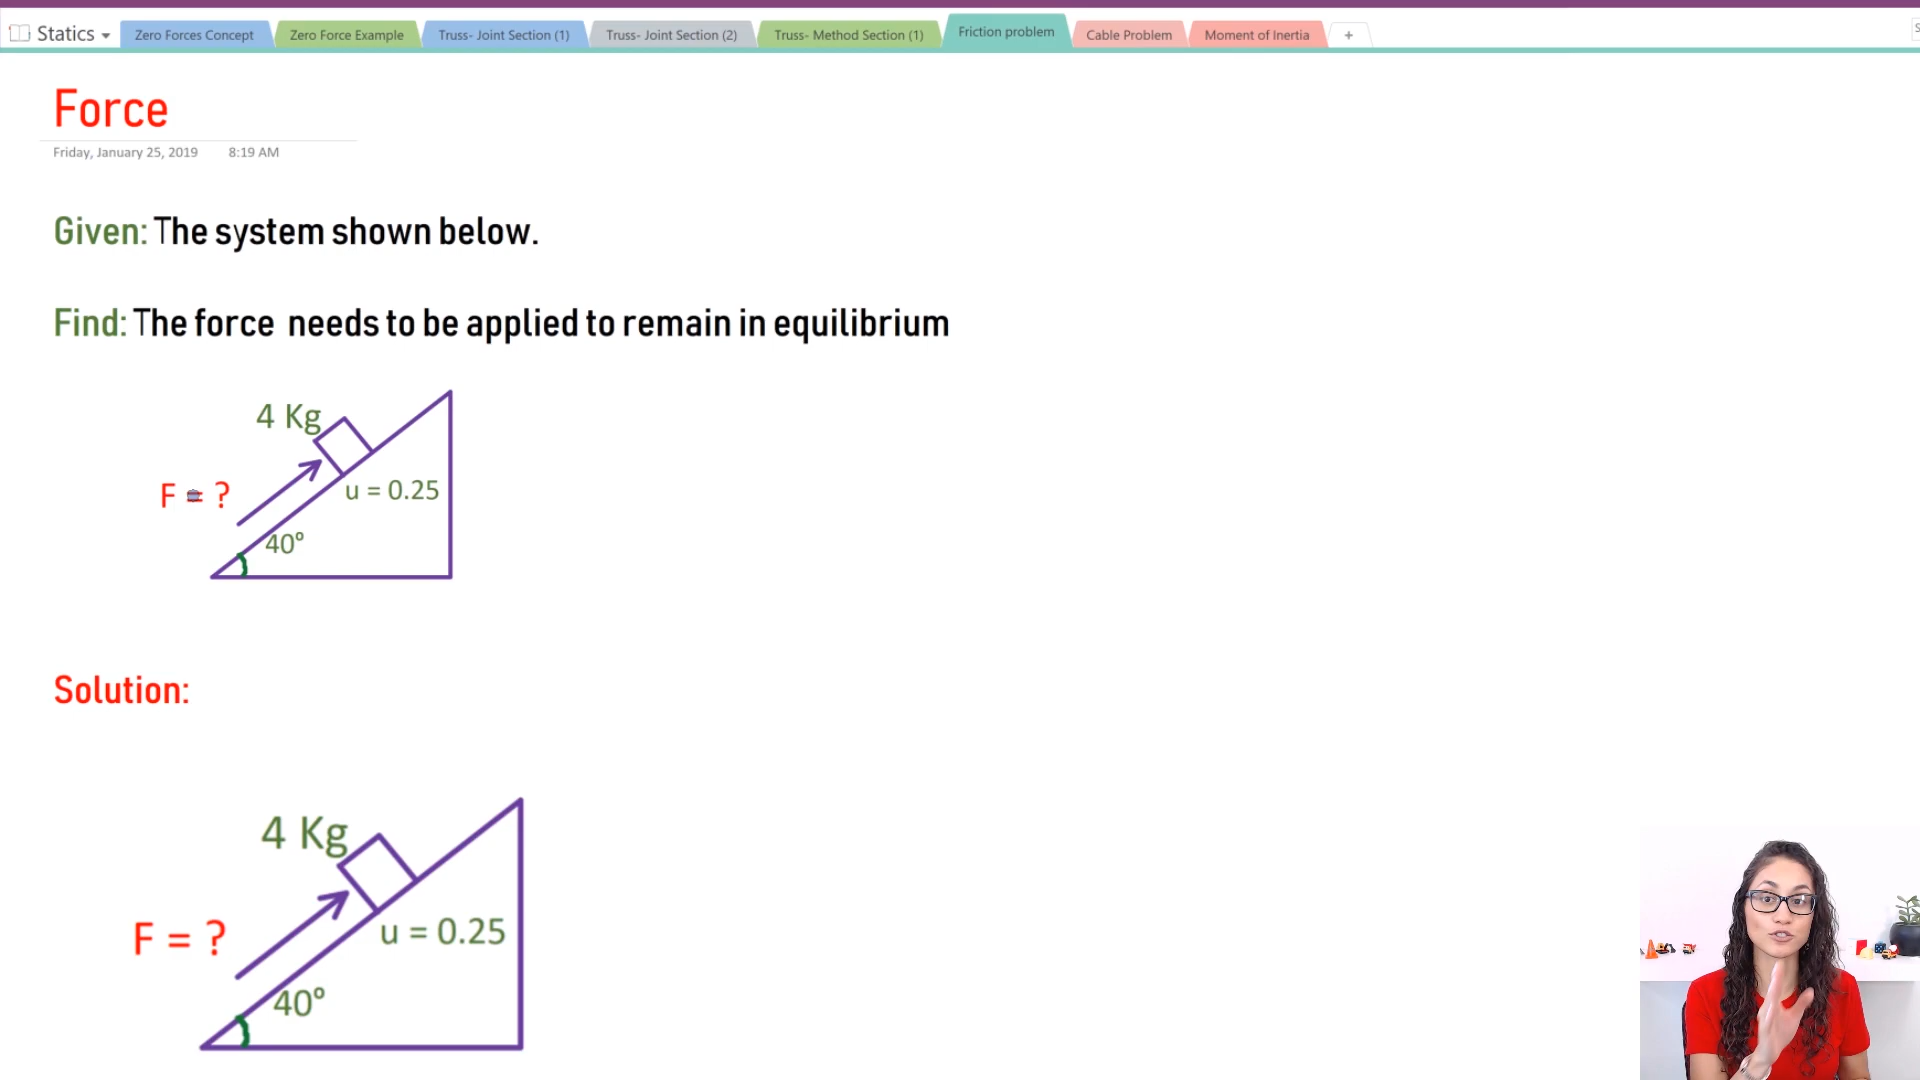 Statics
Zero Forces Concept
Zero Force Example
Truss- Joint Section (1)
Truss- Joint Section (2)
Truss- Method Section (1)
Friction problem
Cable Problem
Moment of Inertia
+
Force
Friday, January 25, 2019 8:19 AM
Given: The system shown below.
Find: The force needs to be applied to remain in equilibrium
4 Kg
F = ?
u = 0.25
40°
Solution:
4 Kg
F = ?
u = 0.25
40°